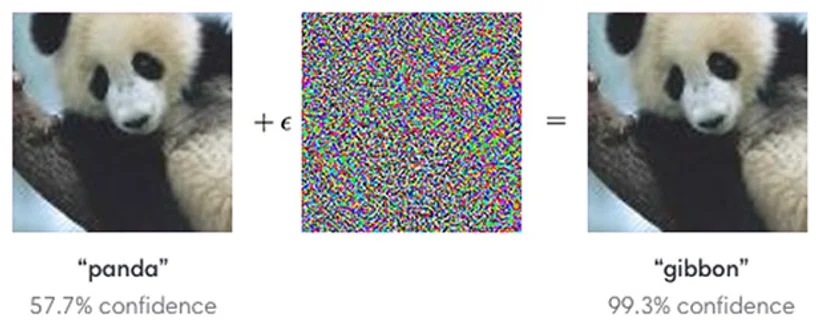 + ϵ
=
“panda”
57.7% confidence
“gibbon”
99.3% confidence